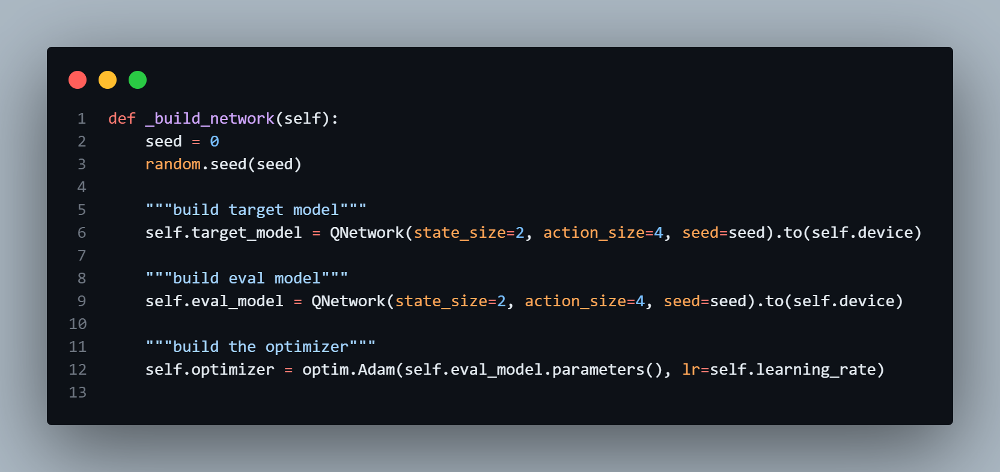 1 def _build_network(self):
2     seed = 0
3     random.seed(seed)
4
5     """build target model"""
6     self.target_model = QNetwork(state_size=2, action_size=4, seed=seed).to(self.device)
7
8     """build eval model"""
9     self.eval_model = QNetwork(state_size=2, action_size=4, seed=seed).to(self.device)
10
11     """build the optimizer"""
12     self.optimizer = optim.Adam(self.eval_model.parameters(), lr=self.learning_rate)
13